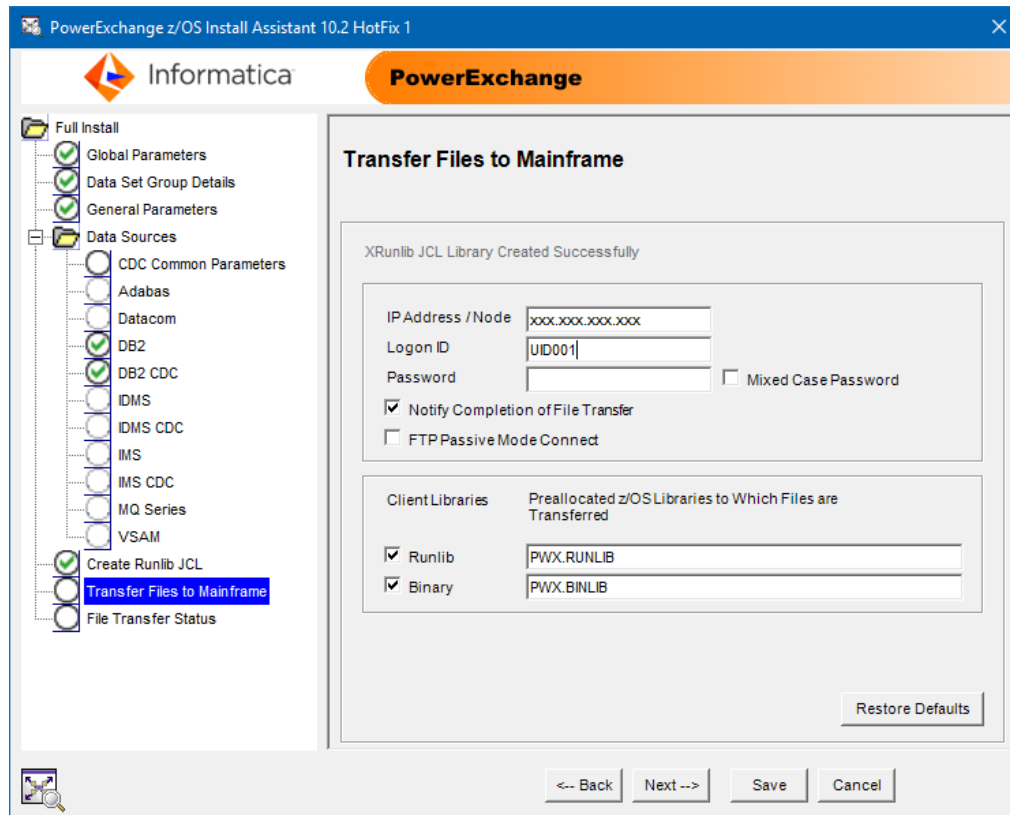 PowerExchange z/OS Install Assistant 10.2 HotFix 1
Informatica
PowerExchange
Full Install
Global Parameters
Data Set Group Details
General Parameters
Data Sources
CDC Common Parameters
Adabas
Datacom
DB2
DB2 CDC
IDMS
IDMS CDC
IMS
IMS CDC
MQ Series
VSAM
Create Runlib JCL
Transfer Files to Mainframe
File Transfer Status
Transfer Files to Mainframe
XRunlib JCL Library Created Successfully
IP Address / Node xxx.xxx.xxx.xxx
Logon ID UID001
Password Mixed Case Password
Notify Completion of File Transfer
FTP Passive Mode Connect
Client Libraries Preallocated z/OS Libraries to Which Files are
Transferred
Runlib PWX.RUNLIB
Binary PWX.BINLIB
Restore Defaults
<-- Back Next --> Save Cancel